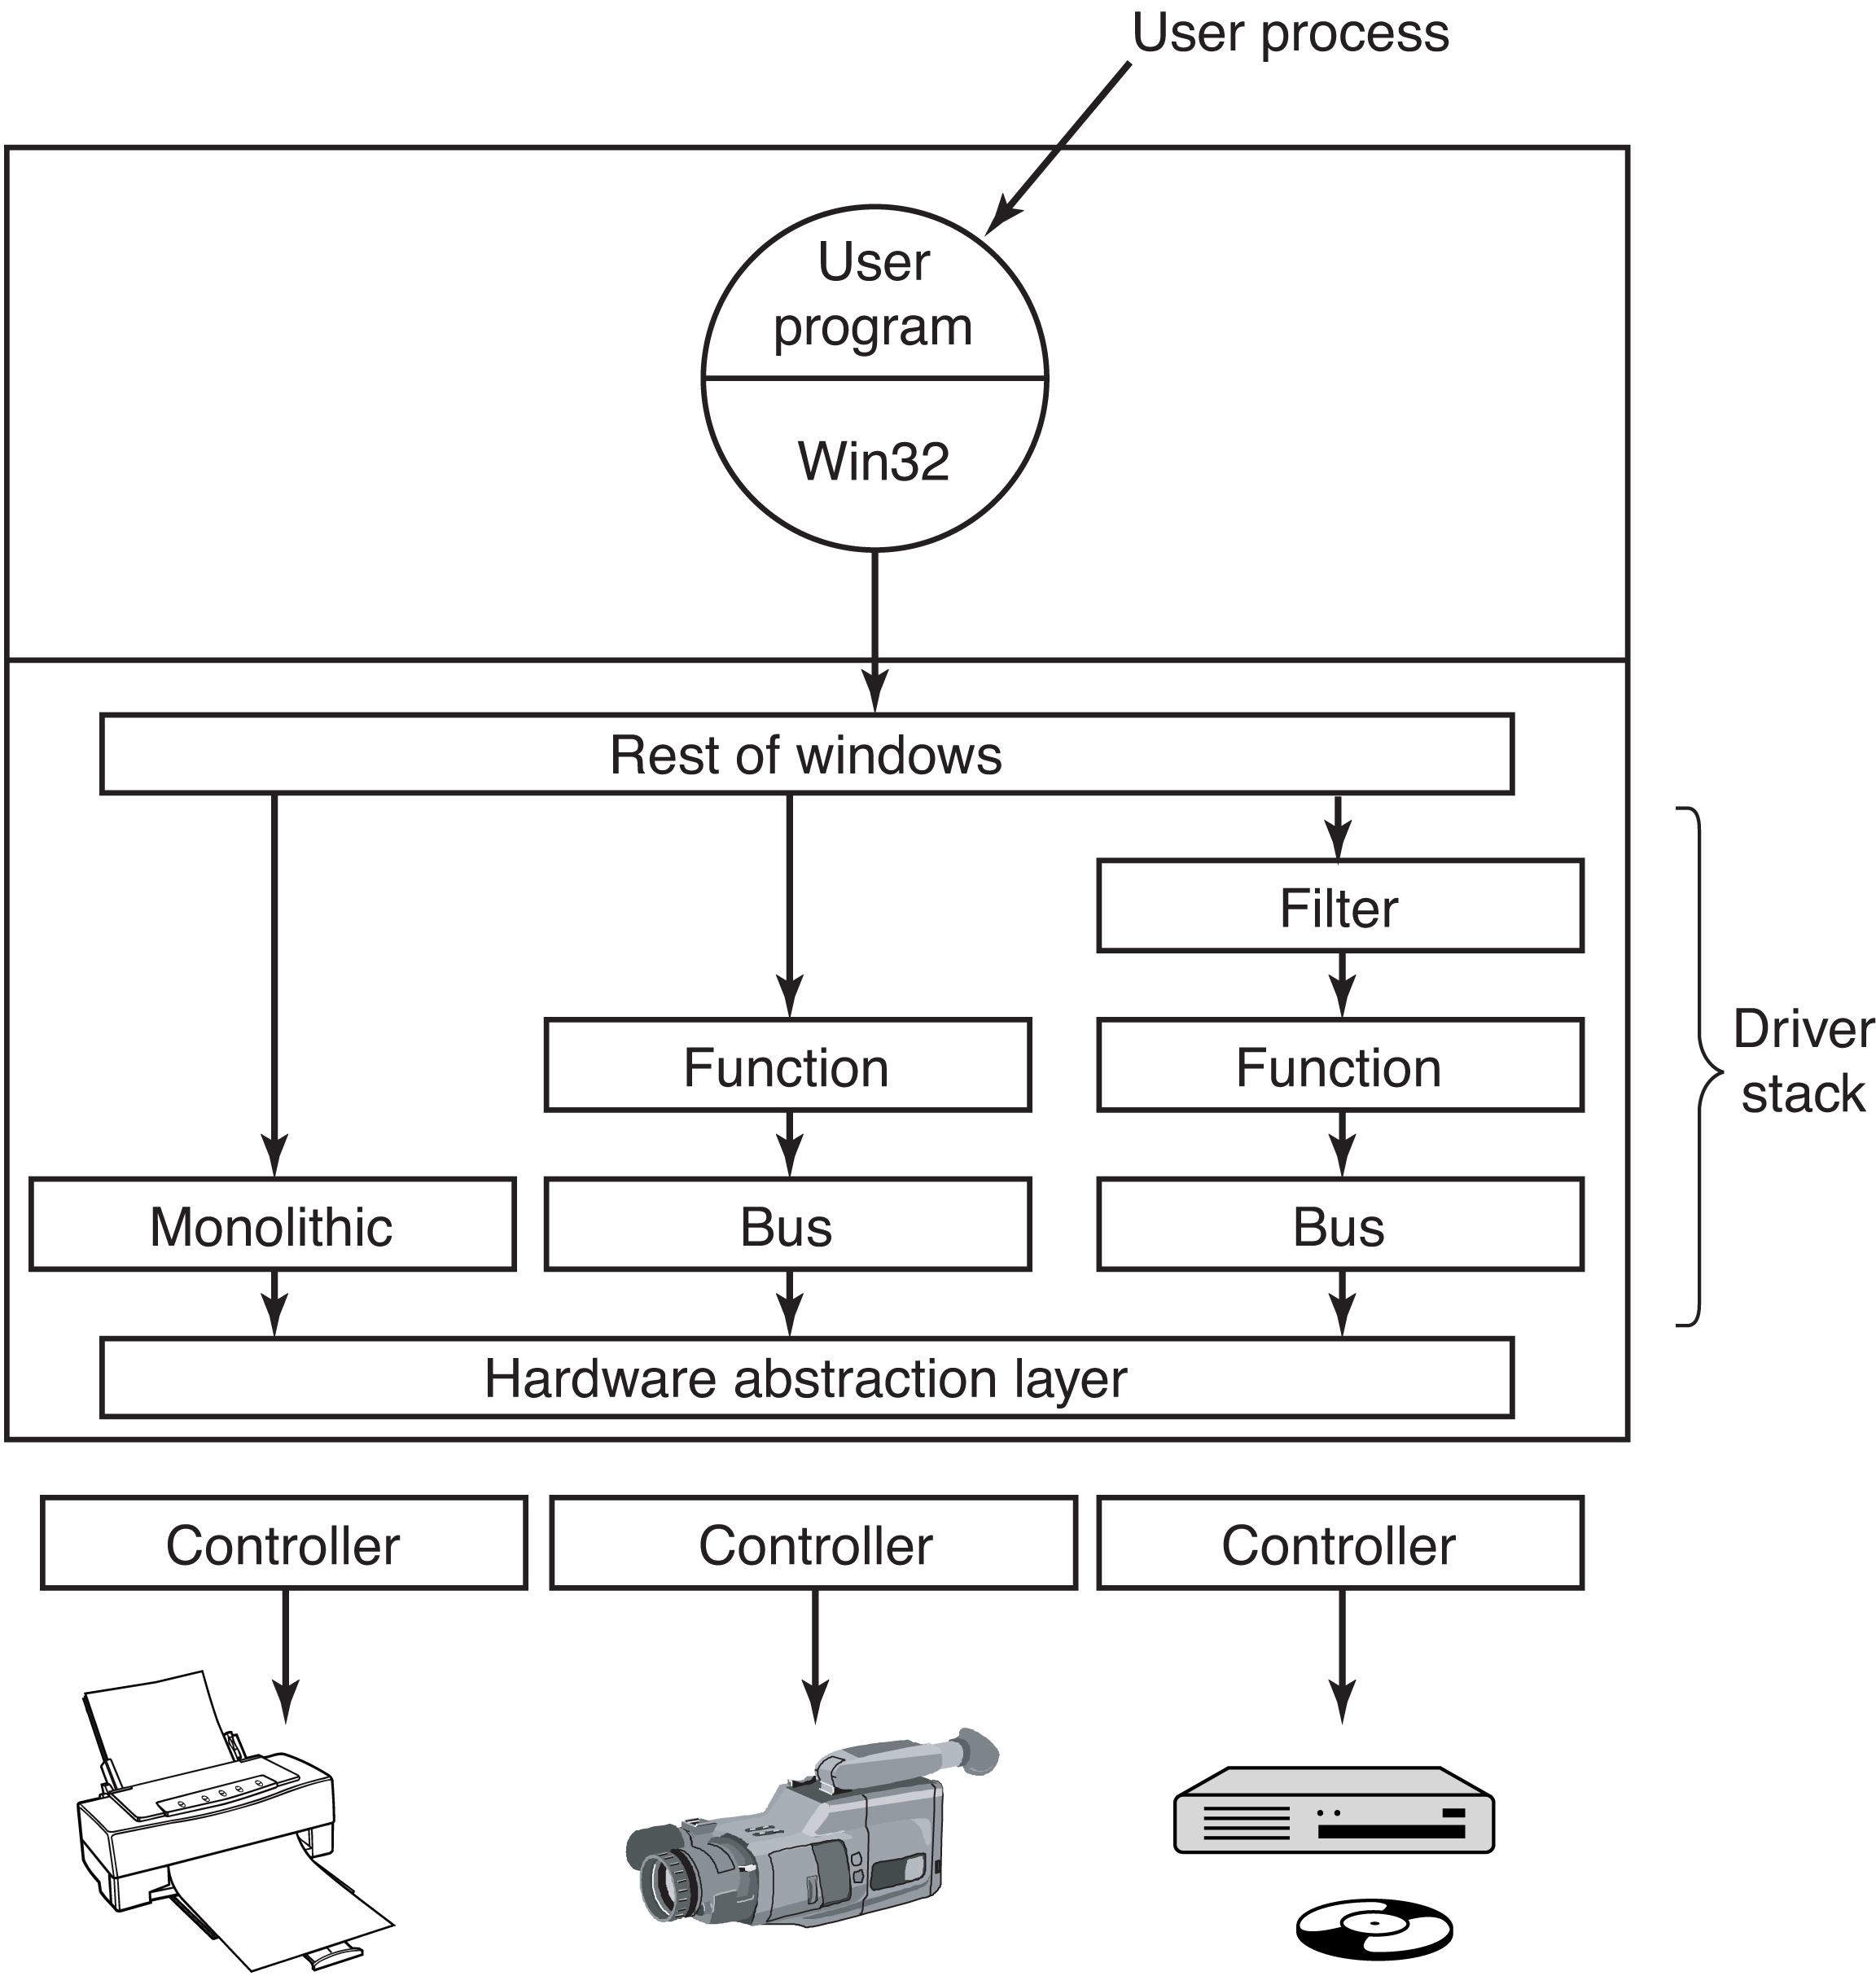 User process
User
program
Win32
Rest of windows
Filter
Function
Function
Driver
stack
Monolithic
Bus
Bus
Hardware abstraction layer
Controller
Controller
Controller